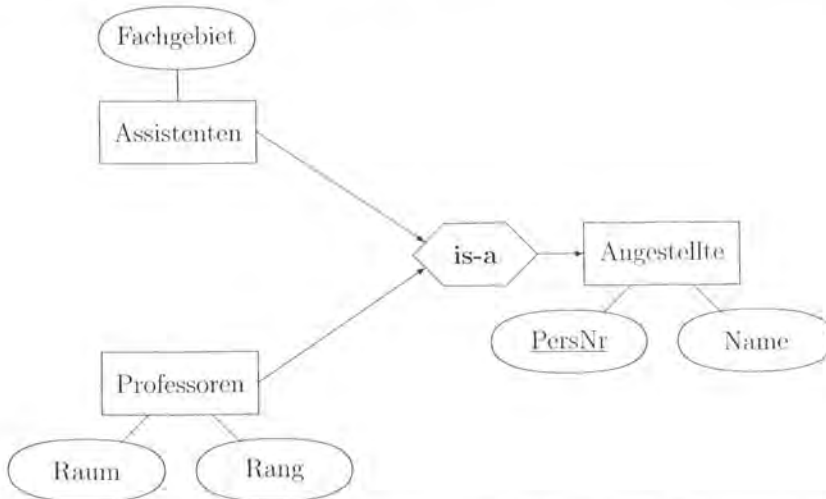 Fachgebiet
Assistenten
is-a
Angestellte
PersNr
Name
Professoren
Raum
Rang